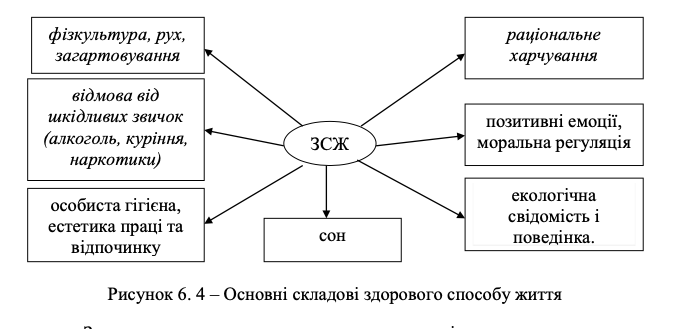 фізкультура, рух,
загартовування
раціональне
харчування
відмова від
шкідливих звичок
(алкоголь, куріння,
наркотики)
ЗСЖ
позитивні емоції,
моральна регуляція
особиста гігієна,
естетика праці та
відпочинку
сон
екологічна
свідомість і
поведінка.
Рисунок 6. 4 – Основні складові здорового способу життя